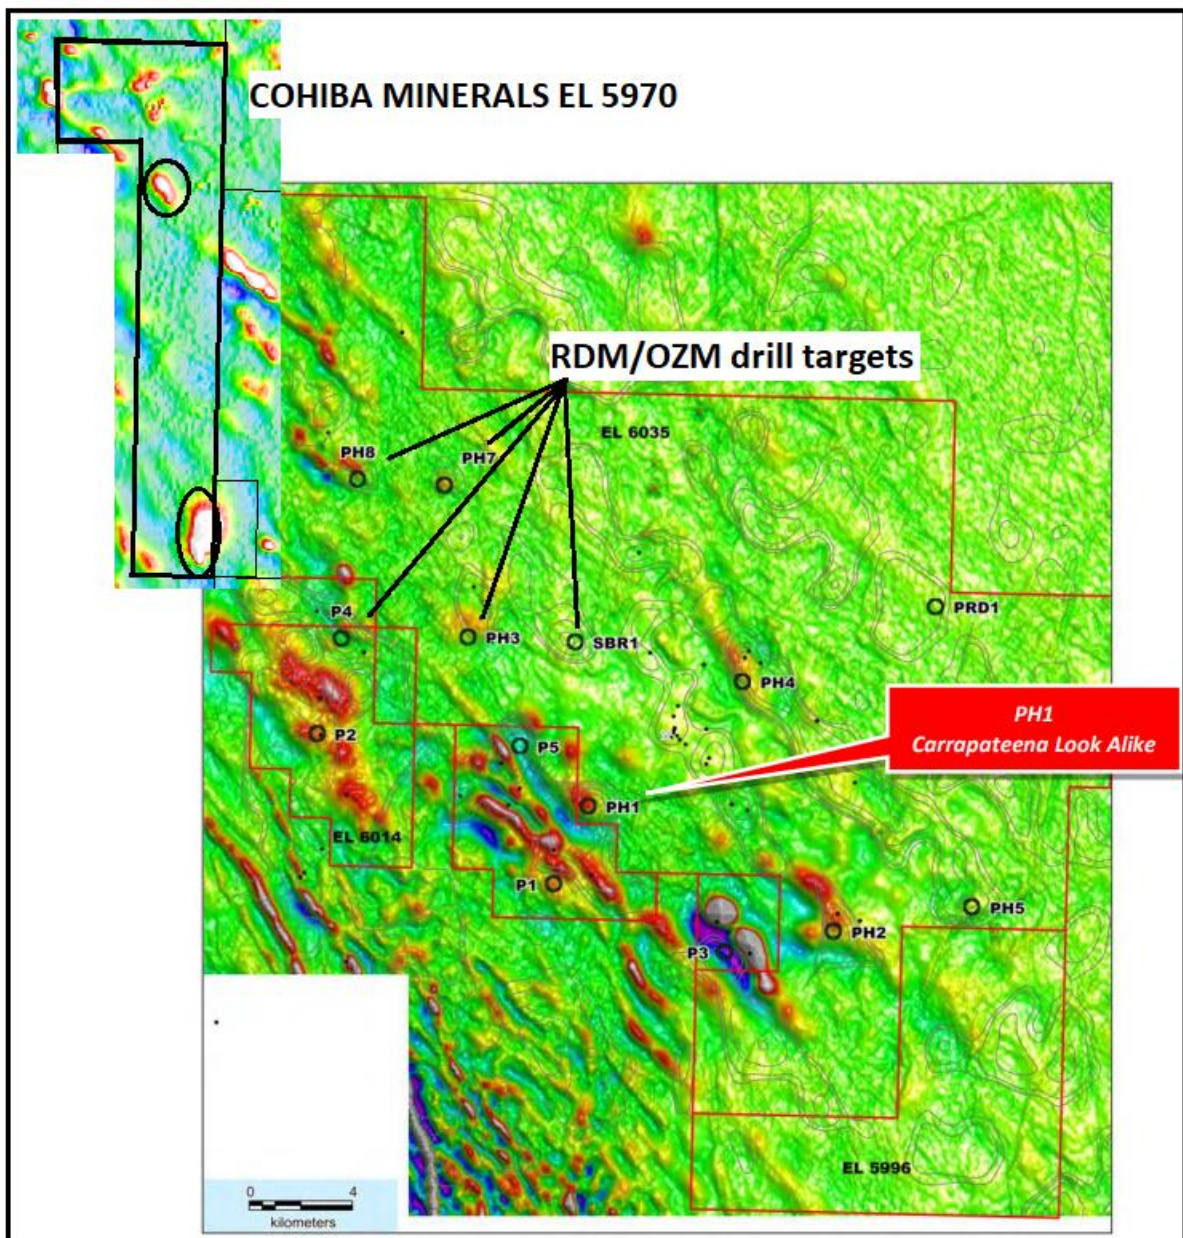 COHIBA MINERALS EL 5970
RDM/OZM drill targets
EL 6035
PH8
PH7
P4
PH3
SBR1
PRD1
PH4
PH1
Carrapateena Look Alike
P2
P5
PH1
EL 6014
P1
PH5
PH2
P3
EL 5996
0 4
kilometers